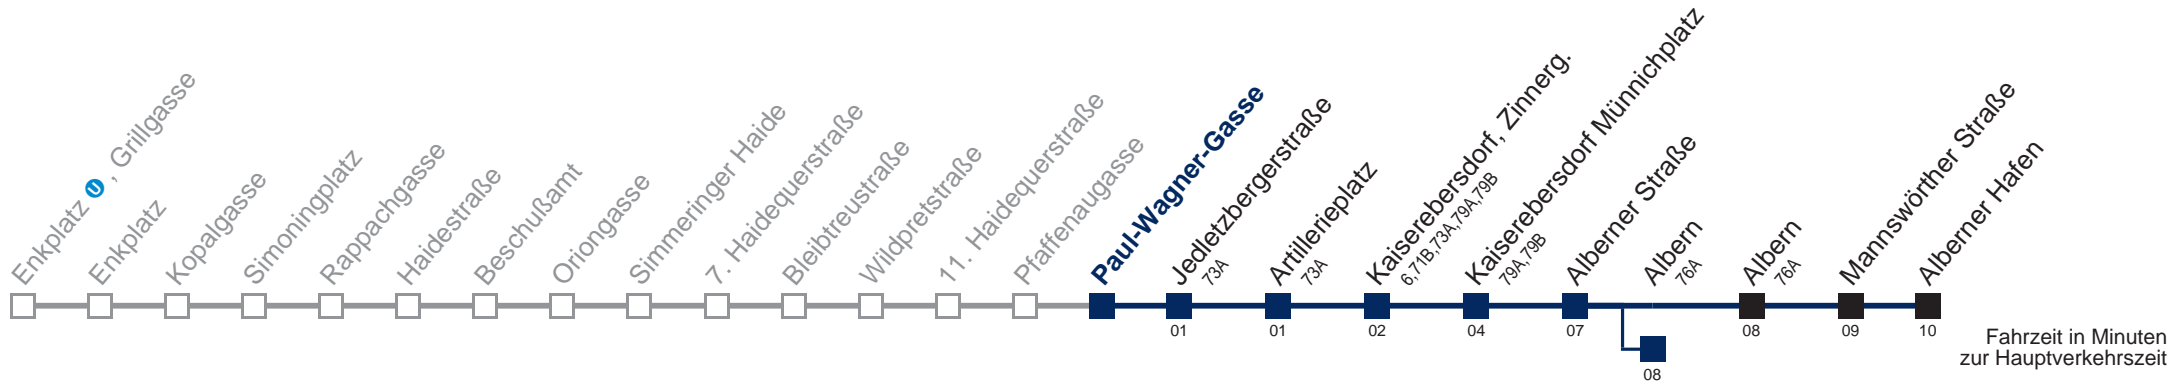 Enkplatz U , Grillgasse
Enkplatz
Kopalgasse
Simoningplatz
Rappachgasse
Haidestraße
Beschußamt
Oriongasse
Simmeringer Haide
7. Haidequerstraße
Bleibtreustraße
Wildpretstraße
11. Haidequerstraße
Pfaffenaugasse
Paul-Wagner-Gasse
Jedletzbergerstraße
73A
01
Artillerieplatz
73A
01
Kaiserebersdorf, Zinnerg.
6,71B,73A,79A,79B
02
Kaiserebersdorf Münnichplatz
79A,79B
04
Alberner Straße
07
Albern
76A
08
Albern
76A
08
Mannswörther Straße
09
Alberner Hafen
10
Fahrzeit in Minuten
zur Hauptverkehrszeit